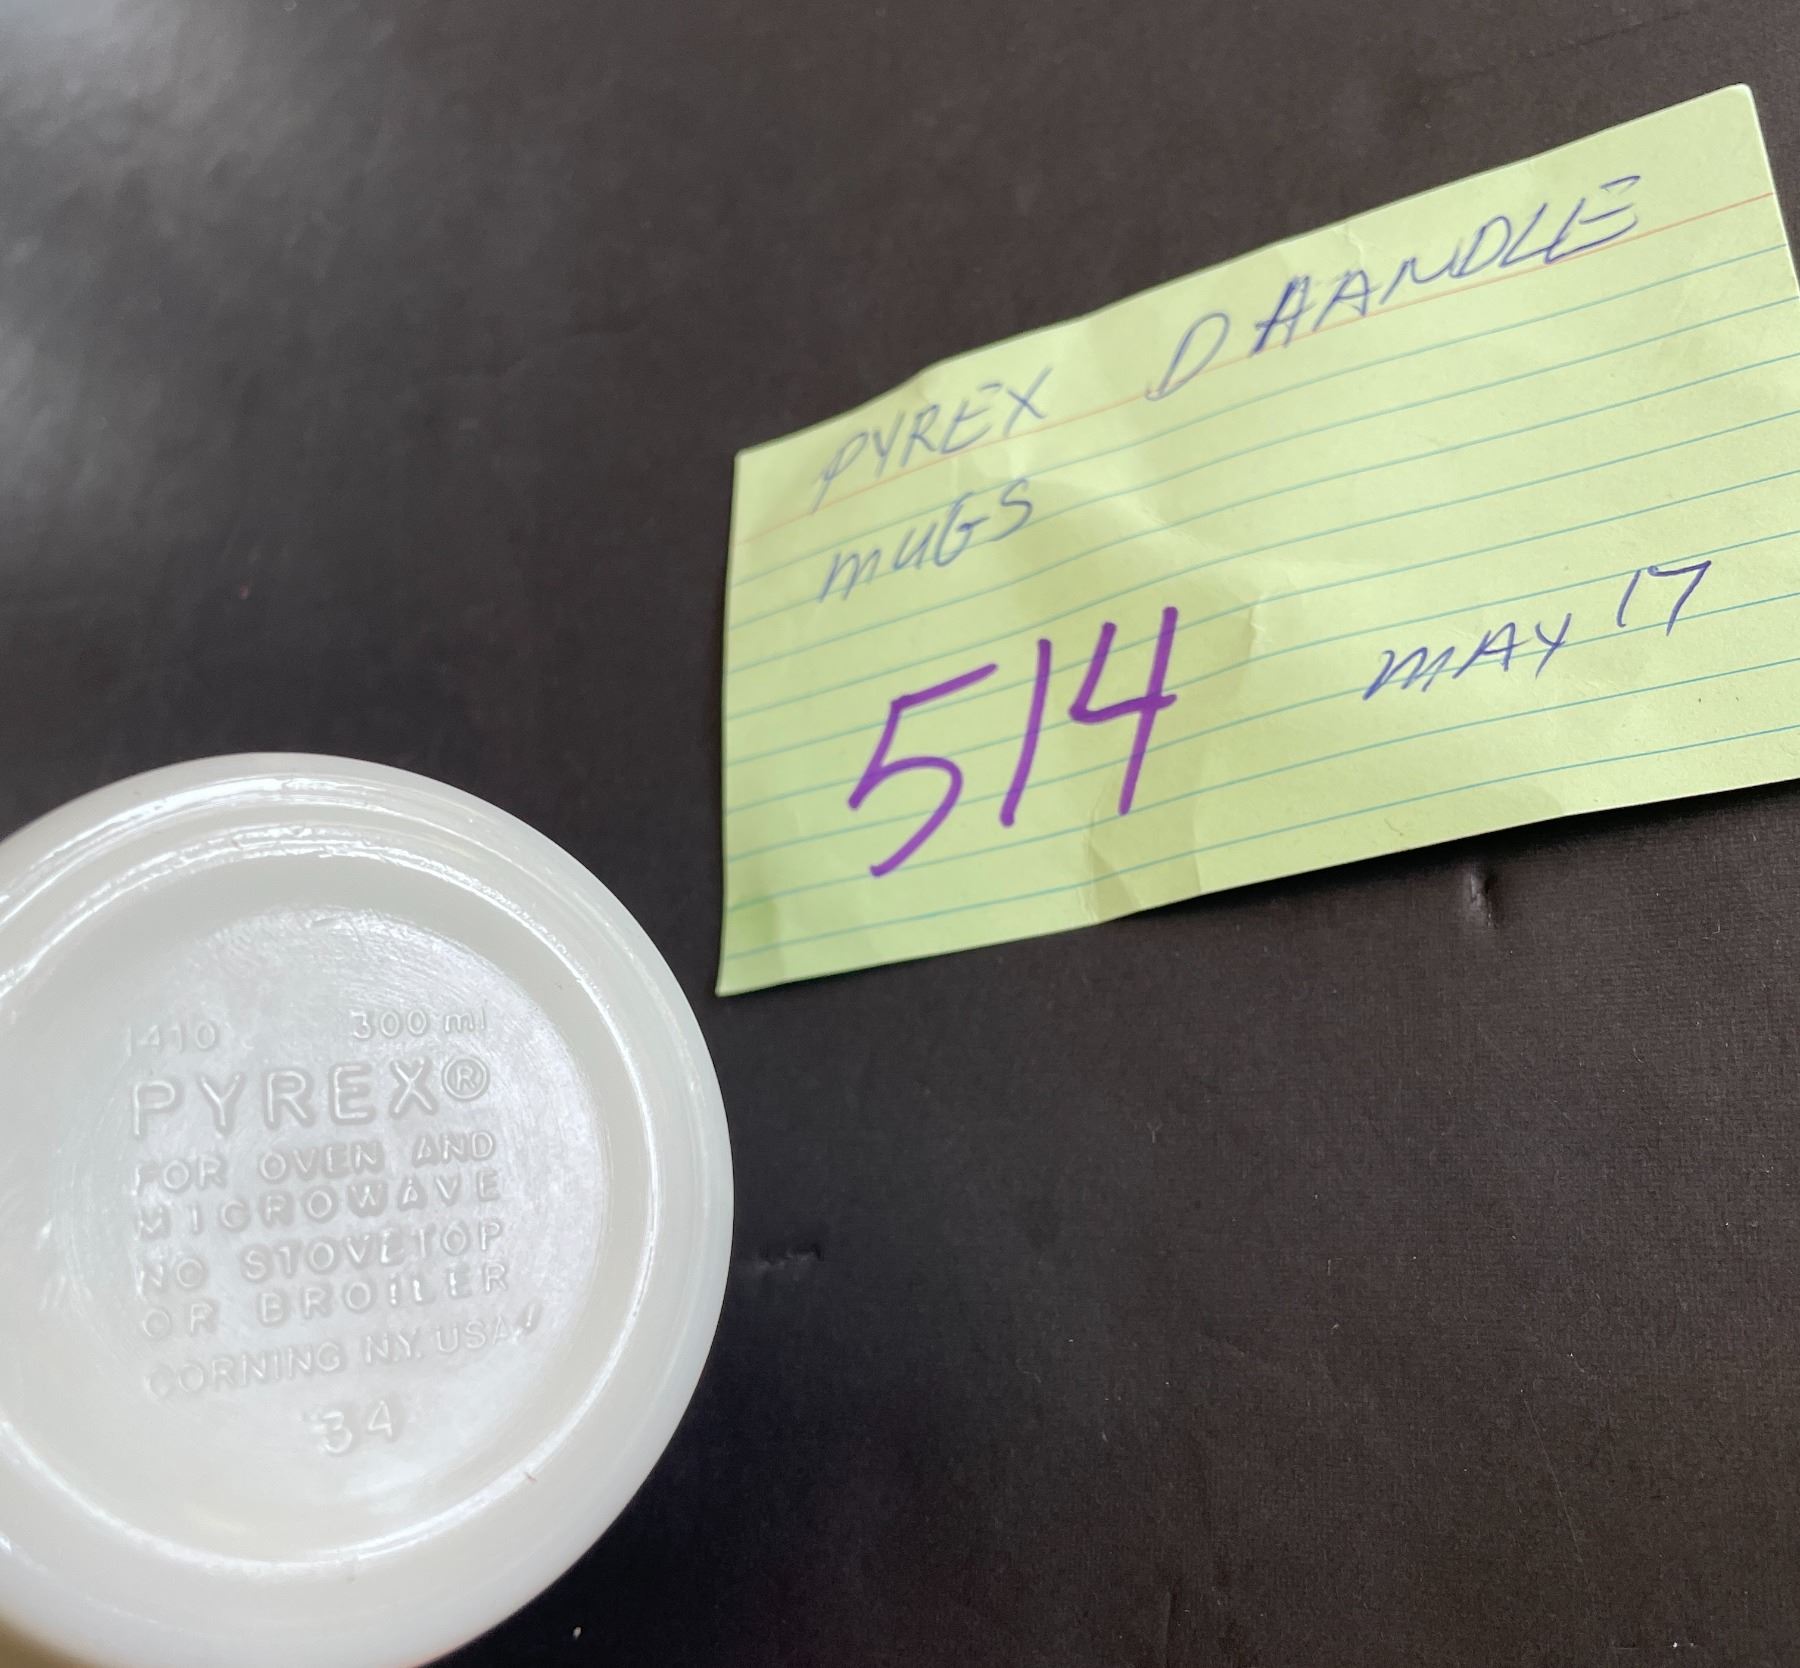 PYREX D HANDLE
MUGS
514 MAY 17
1410 300 ml
PYREX®
FOR OVEN AND
MICROWAVE
NO STOVETOP
OR BROILER
CORNING N.Y. USA
34